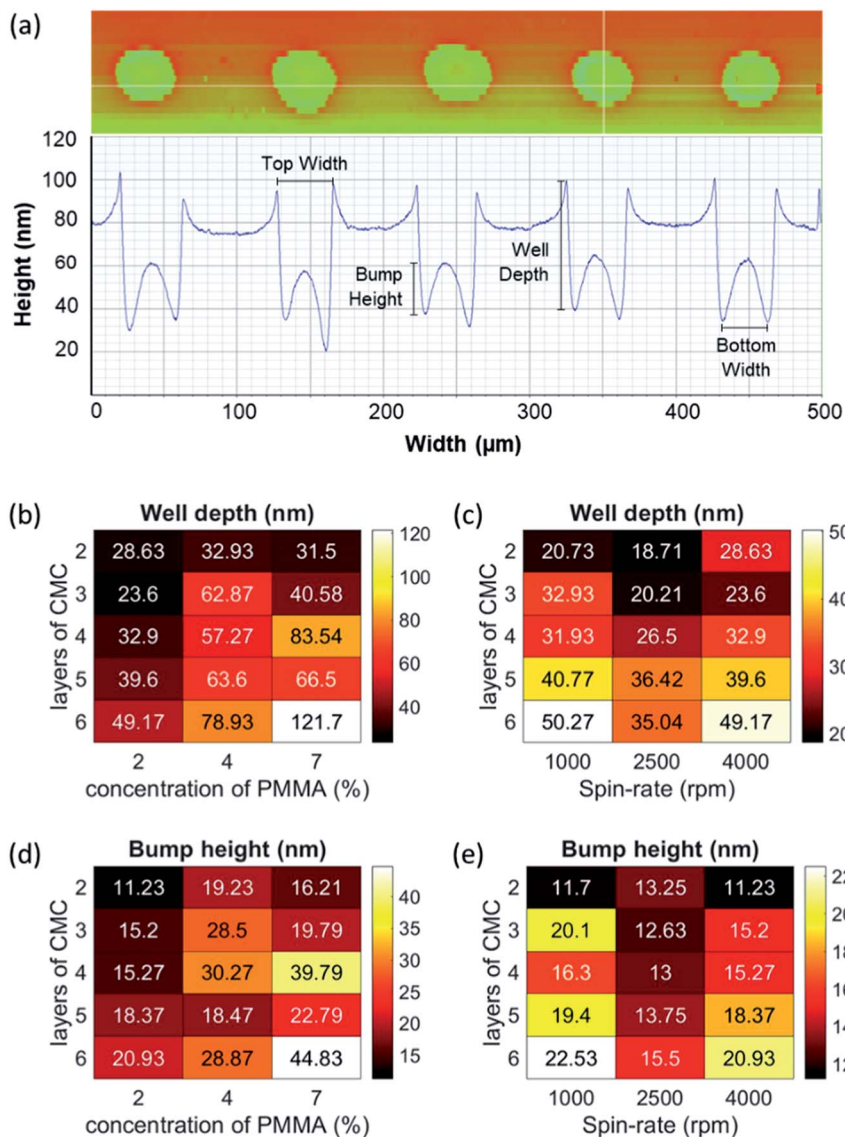 (a)
120
100
80
60
40
20
Height (nm)
Top Width
Bump
Height
Well
Depth
Bottom
Width
0 100 200 300 400 500
Width (µm)
(b)
Well depth (nm)
layers of CMC
2 28.63 32.93 31.5
3 23.6 62.87 40.58
4 32.9 57.27 83.54
5 39.6 63.6 66.5
6 49.17 78.93 121.7
2 4 7
concentration of PMMA (%)
120
100
80
60
40
(c)
Well depth (nm)
layers of CMC
2 20.73 18.71 28.63
3 32.93 20.21 23.6
4 31.93 26.5 32.9
5 40.77 36.42 39.6
6 50.27 35.04 49.17
1000 2500 4000
Spin-rate (rpm)
50
40
30
20
(d)
Bump height (nm)
layers of CMC
2 11.23 19.23 16.21
3 15.2 28.5 19.79
4 15.27 30.27 39.79
5 18.37 18.47 22.79
6 20.93 28.87 44.83
2 4 7
concentration of PMMA (%)
40
35
30
25
20
15
(e)
Bump height (nm)
layers of CMC
2 11.7 13.25 11.23
3 20.1 12.63 15.2
4 16.3 13 15.27
5 19.4 13.75 18.37
6 22.53 15.5 20.93
1000 2500 4000
Spin-rate (rpm)
22
20
18
16
14
12